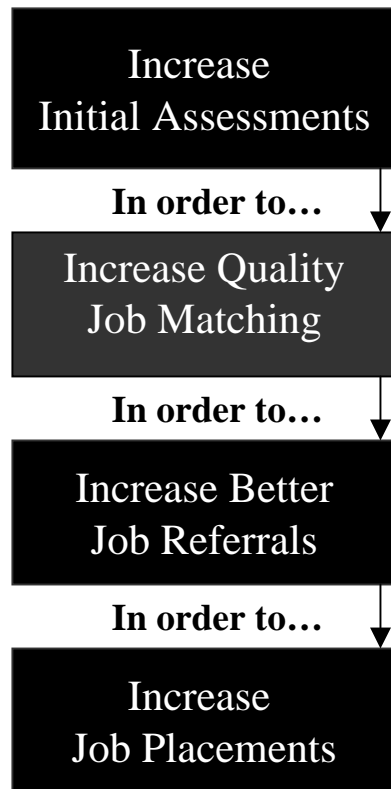 Increase
Initial Assessments
In order to…
Increase Quality
Job Matching
In order to…
Increase Better
Job Referrals
In order to…
Increase
Job Placements